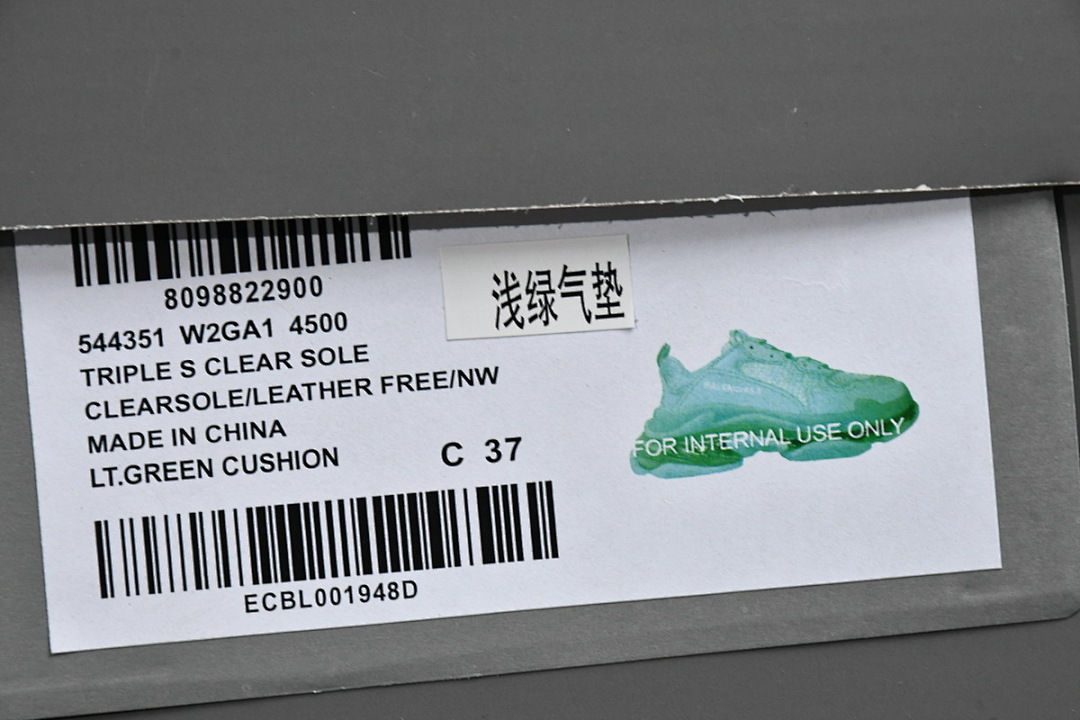 8098822900
浅绿气垫
544351 W2GA1 4500
TRIPLE S CLEAR SOLE
CLEARSOLE/LEATHER FREE/NW
MADE IN CHINA
LT.GREEN CUSHION
C 37
BALENCIAGA
FOR INTERNAL USE ONLY
ECBL001948D